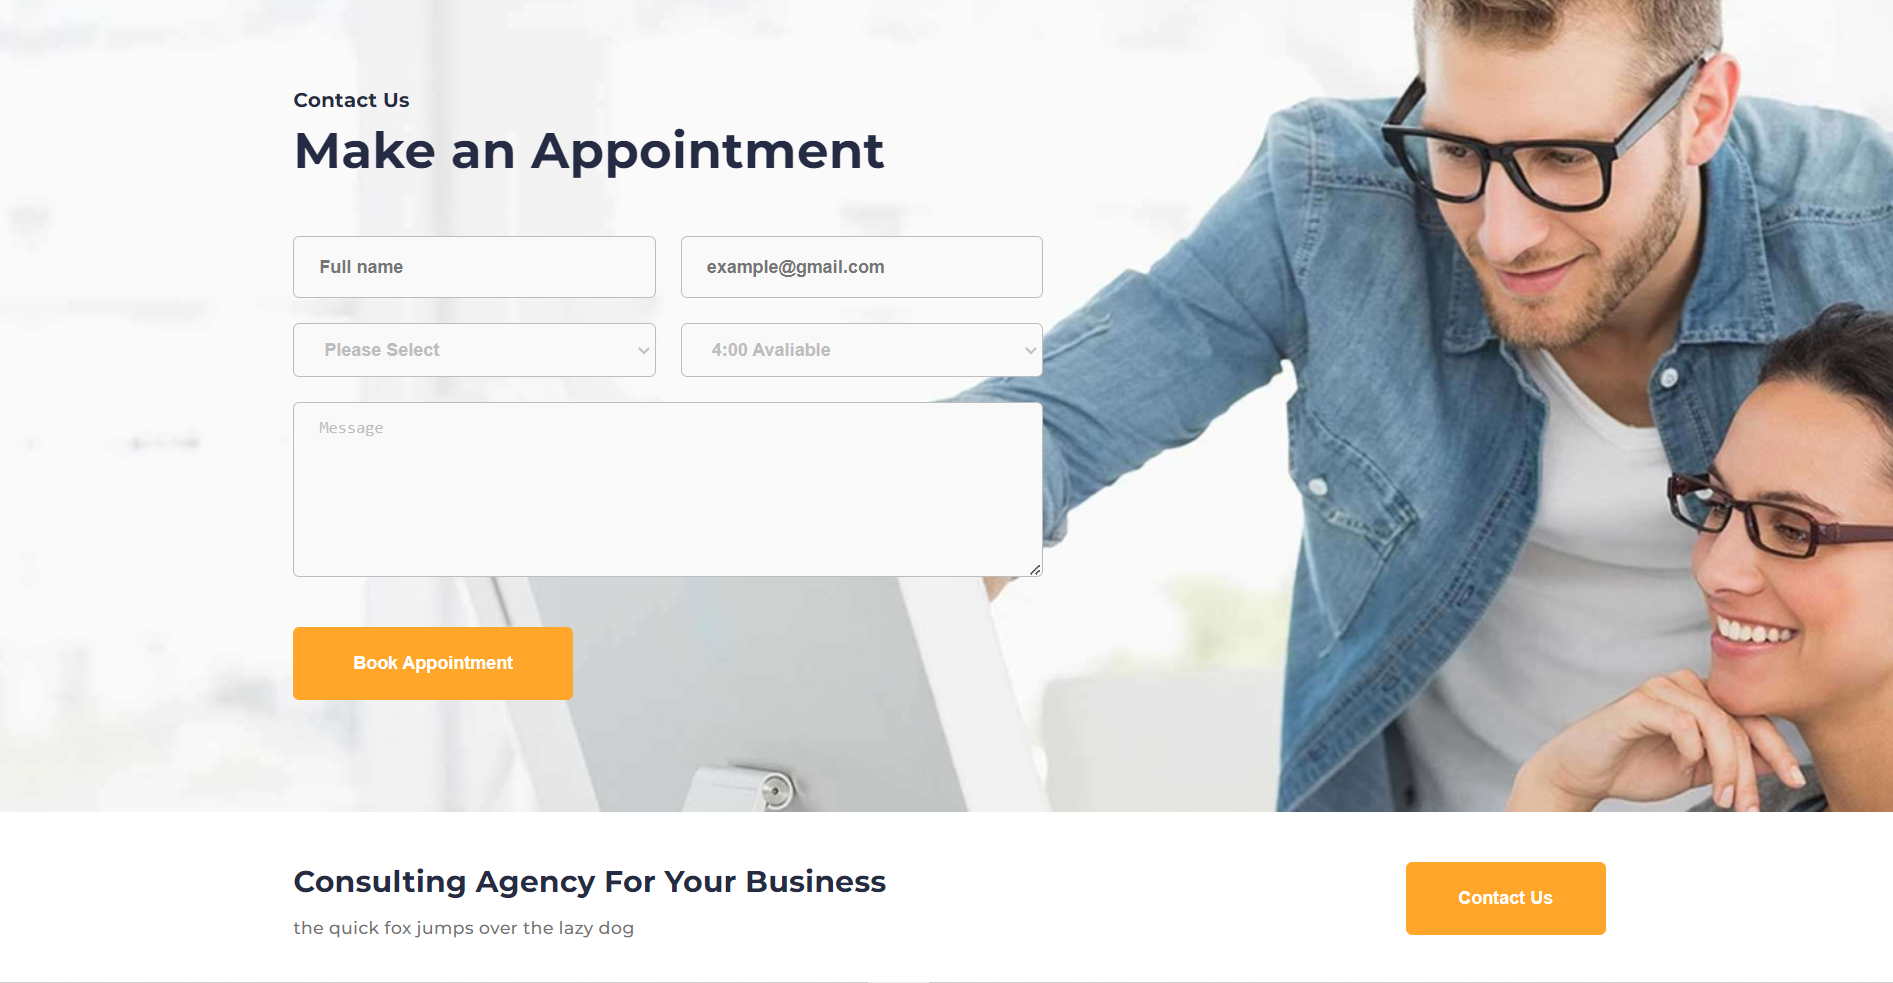 Contact Us
Make an Appointment
Full name
example@gmail.com
Please Select
4:00 Avaliable
Message
Book Appointment
Consulting Agency For Your Business
the quick fox jumps over the lazy dog
Contact Us